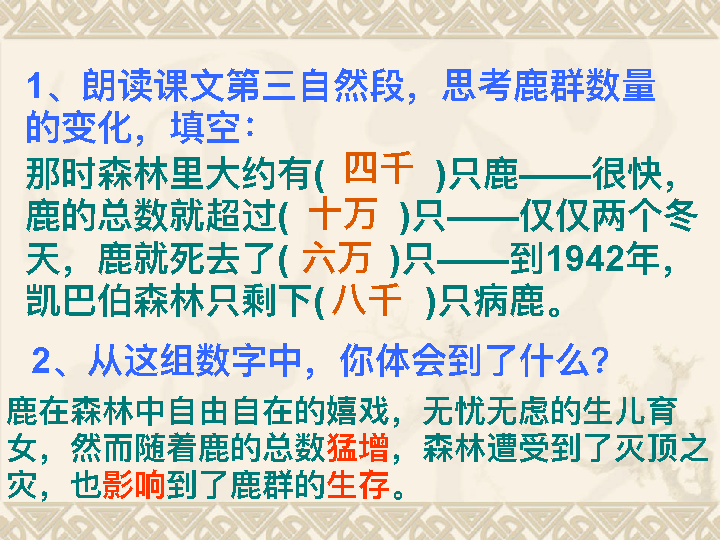 1、朗读课文第三自然段，思考鹿群数量
的变化，填空：
那时森林里大约有( 四千 )只鹿——很快，
鹿的总数就超过( 十万 )只——仅仅两个冬
天，鹿就死去了( 六万 )只——到1942年，
凯巴伯森林只剩下( 八千 )只病鹿。
2、从这组数字中，你体会到了什么？
鹿在森林中自由自在的嬉戏，无忧无虑的生儿育
女，然而随着鹿的总数猛增，森林遭受到了灭顶之
灾，也影响到了鹿群的生存。